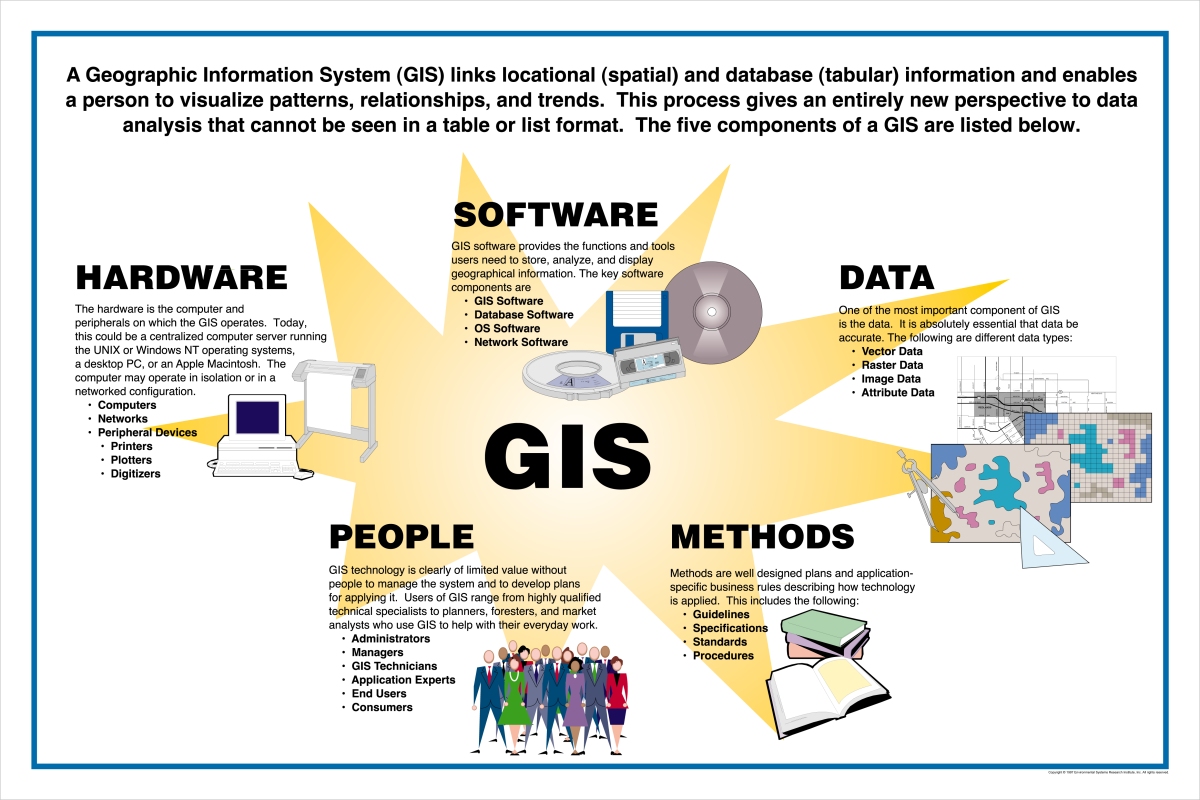 A Geographic Information System (GIS) links locational (spatial) and database (tabular) information and enables
a person to visualize patterns, relationships, and trends.  This process gives an entirely new perspective to data
analysis that cannot be seen in a table or list format.  The five components of a GIS are listed below.
SOFTWARE
GIS software provides the functions and tools
users need to store, analyze, and display
geographical information. The key software
components are
• GIS Software
• Database Software
• OS Software
• Network Software
HARDWARE
The hardware is the computer and
peripherals on which the GIS operates.  Today,
this could be a centralized computer server running
the UNIX or Windows NT operating systems,
a desktop PC, or an Apple Macintosh.  The
computer may operate in isolation or in a
networked configuration.
• Computers
• Networks
• Peripheral Devices
• Printers
• Plotters
• Digitizers
DATA
One of the most important component of GIS
is the data.  It is absolutely essential that data be
accurate. The following are different data types:
• Vector Data
• Raster Data
• Image Data
• Attribute Data
GIS
PEOPLE
GIS technology is clearly of limited value without
people to manage the system and to develop plans
for applying it.  Users of GIS range from highly qualified
technical specialists to planners, foresters, and market
analysts who use GIS to help with their everyday work.
• Administrators
• Managers
• GIS Technicians
• Application Experts
• End Users
• Consumers
METHODS
Methods are well designed plans and application-
specific business rules describing how technology
is applied.  This includes the following:
• Guidelines
• Specifications
• Standards
• Procedures
Copyright © 1997 Environmental Systems Research Institute, Inc. All rights reserved.